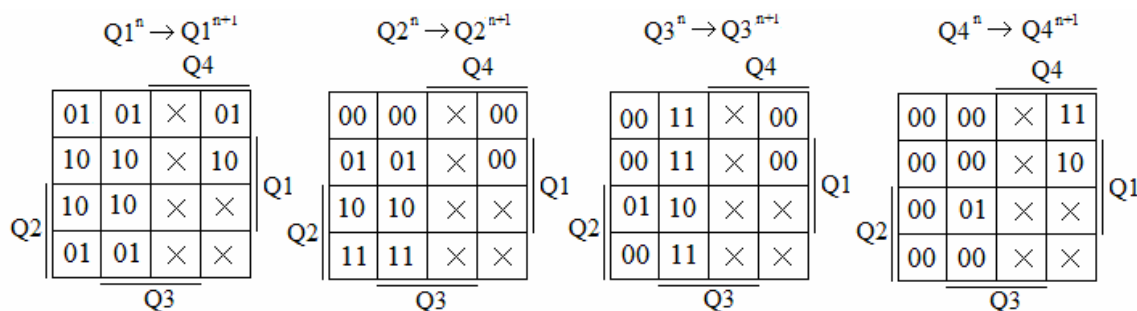 Q1ⁿ → Q1ⁿ⁺¹ Q2ⁿ → Q2ⁿ⁺¹ Q3ⁿ → Q3ⁿ⁺¹ Q4ⁿ → Q4ⁿ⁺¹
Q4 Q4 Q4 Q4
01 01 × 01 00 00 × 00 00 11 × 00 00 00 × 11
10 10 × 10 01 01 × 00 00 11 × 00 00 00 × 10
Q1 Q1 Q1 Q1
10 10 × × 10 10 × × 01 10 × × 00 01 × ×
Q2 Q2 Q2 Q2
01 01 × × 11 11 × × 00 11 × × 00 00 × ×
Q3 Q3 Q3 Q3